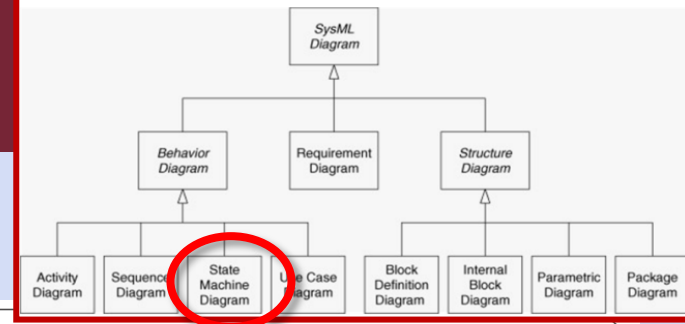 SysML
Diagram
Behavior
Diagram
Requirement
Diagram
Structure
Diagram
Activity
Diagram
Sequence
Diagram
State
Machine
Diagram
Use Case
Diagram
Block
Definition
Diagram
Internal
Block
Diagram
Parametric
Diagram
Package
Diagram